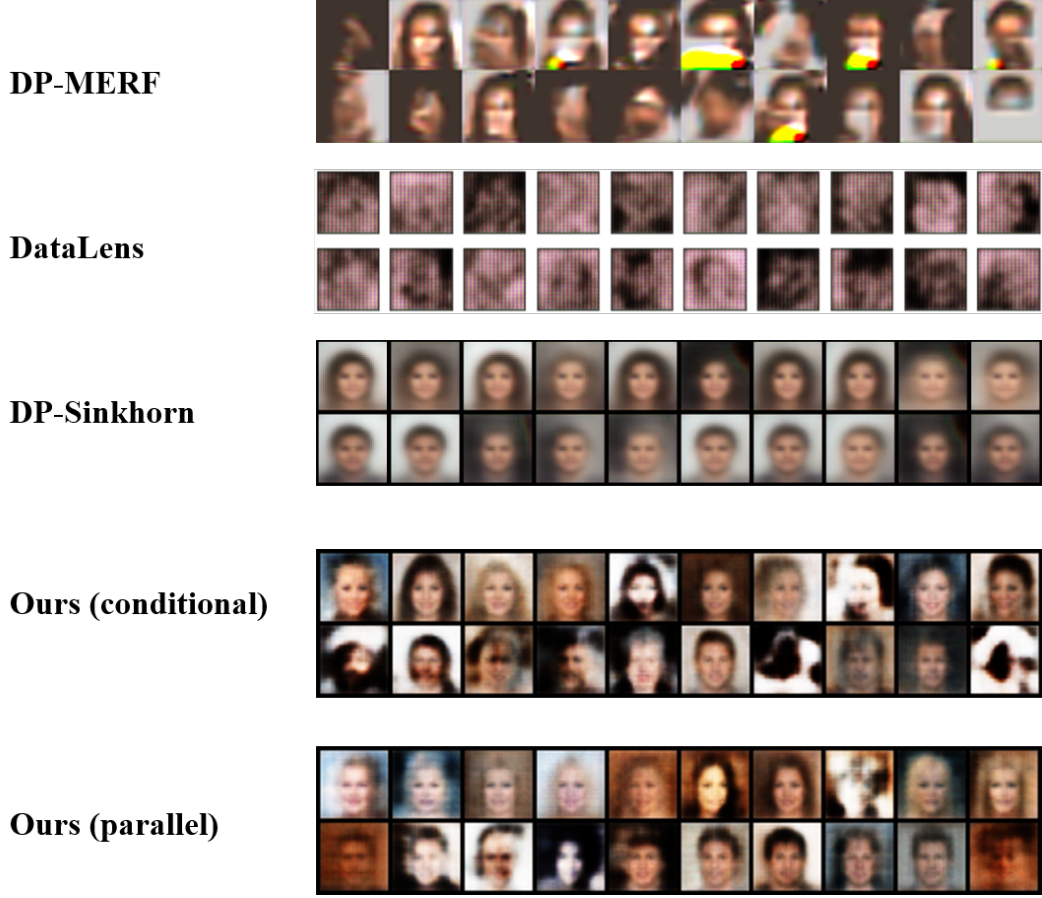 DP-MERF
DataLens
DP-Sinkhorn
Ours (conditional)
Ours (parallel)